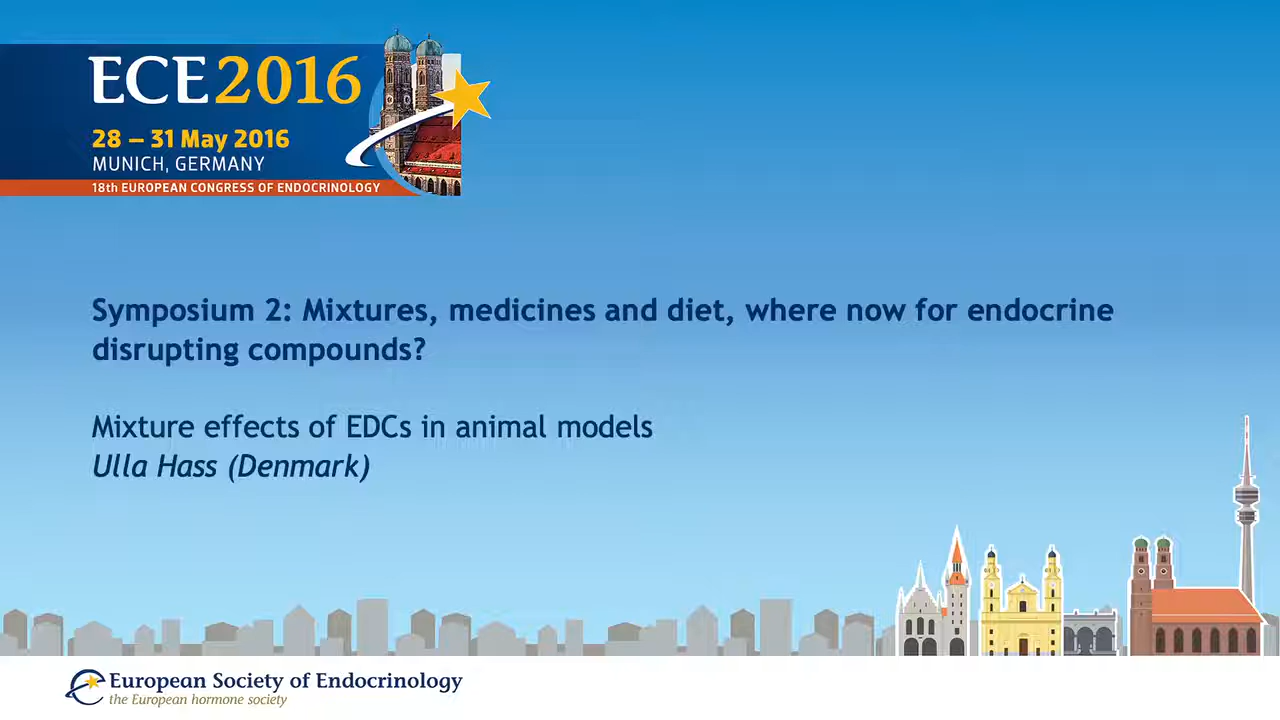 ECE2016
28 – 31 May 2016
MUNICH, GERMANY
18th EUROPEAN CONGRESS OF ENDOCRINOLOGY
Symposium 2: Mixtures, medicines and diet, where now for endocrine
disrupting compounds?
Mixture effects of EDCs in animal models
Ulla Hass (Denmark)
European Society of Endocrinology
the European hormone society